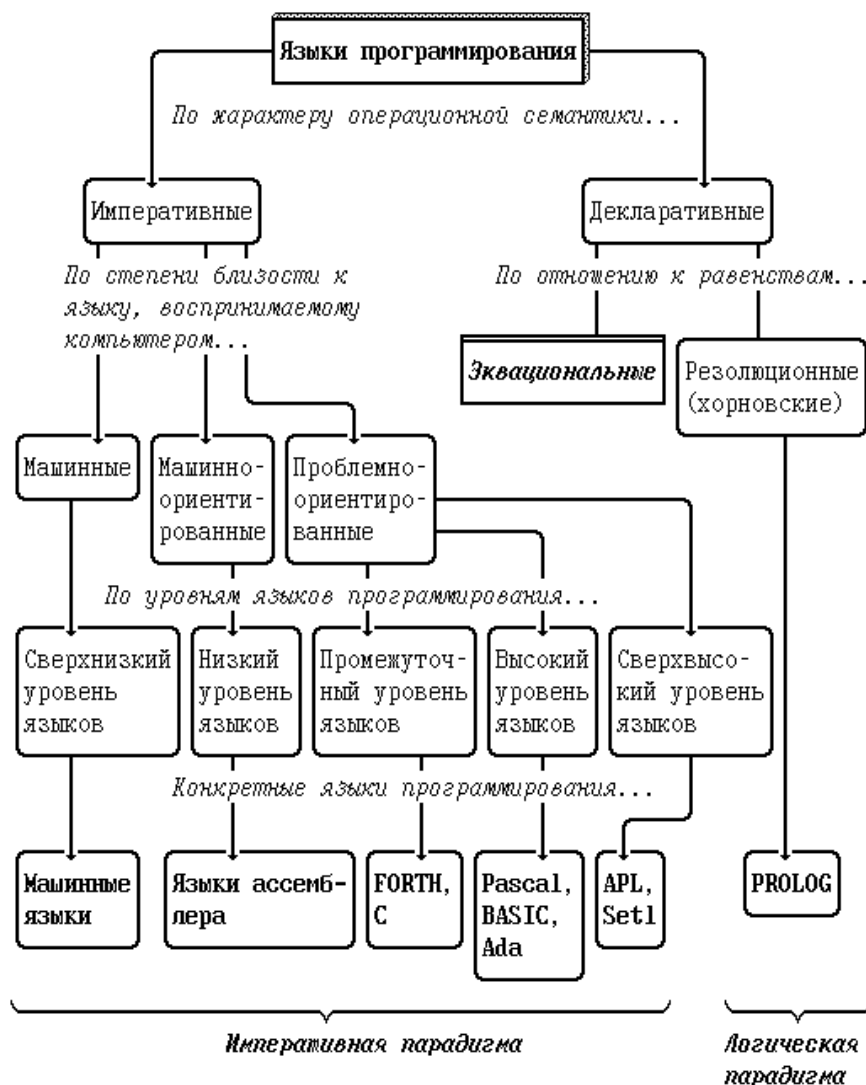 Языки программирования
По характеру операционной семантики...
Императивные
Декларативные
По степени близости к
языку, воспринимаемому
компьютером...
По отношению к равенствам...
Эквациональные
Резолюционные
(хорновские)
Машинные
Машинно-
ориенти-
рованные
Проблемно-
ориентиро-
ванные
По уровням языков программирования...
Сверхнизкий
уровень
языков
Низкий
уровень
языков
Промежуточ-
ный уровень
языков
Высокий
уровень
языков
Сверхвысо-
кий уровень
языков
Конкретные языки программирования...
Машинные
языки
Языки ассемб-
лера
FORTH,
C
Pascal,
BASIC,
Ada
APL,
Setl
PROLOG
Императивная парадигма
Логическая
парадигма